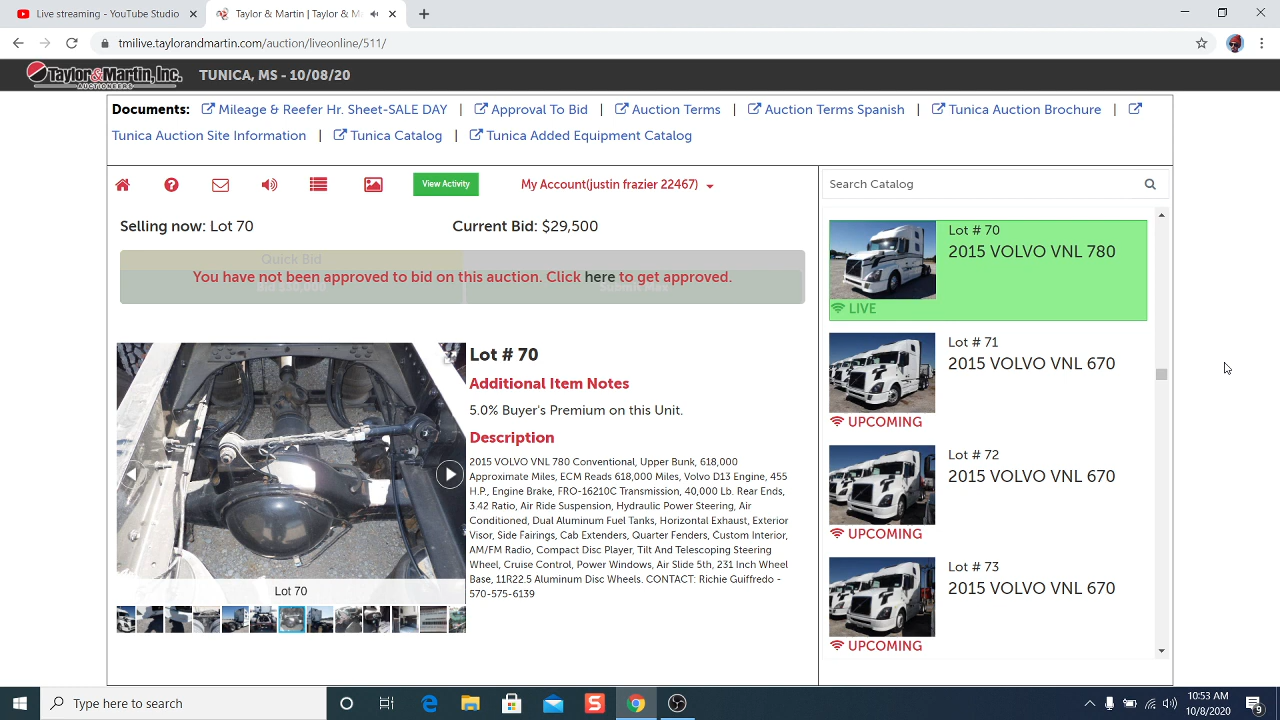 Live streaming - YouTube Studio
Taylor & Martin | Taylor & M
tmilive.taylorandmartin.com/auction/liveonline/511/
Taylor & Martin, Inc.
AUCTIONEERS
TUNICA, MS - 10/08/20
Documents: Mileage & Reefer Hr. Sheet-SALE DAY | Approval To Bid | Auction Terms | Auction Terms Spanish | Tunica Auction Brochure |
Tunica Auction Site Information | Tunica Catalog | Tunica Added Equipment Catalog
View Activity
My Account(justin frazier 22467)
Selling now: Lot 70
Current Bid: $29,500
Quick Bid
You have not been approved to bid on this auction. Click here to get approved.
Lot 70
Lot # 70
Additional Item Notes
5.0% Buyer's Premium on this Unit.
Description
2015 VOLVO VNL 780 Conventional, Upper Bunk, 618,000
Approximate Miles, ECM Reads 618,000 Miles, Volvo D13 Engine, 455
H.P., Engine Brake, FRO-16210C Transmission, 40,000 Lb. Rear Ends,
3.42 Ratio, Air Ride Suspension, Hydraulic Power Steering, Air
Conditioned, Dual Aluminum Fuel Tanks, Horizontal Exhaust, Exterior
Visor, Side Fairings, Cab Extenders, Quarter Fenders, Custom Interior,
AM/FM Radio, Compact Disc Player, Tilt And Telescoping Steering
Wheel, Cruise Control, Power Windows, Air Slide 5th, 231 Inch Wheel
Base, 11R22.5 Aluminum Disc Wheels. CONTACT: Richie Guiffredo -
570-575-6139
Search Catalog
Lot # 70
2015 VOLVO VNL 780
LIVE
Lot # 71
2015 VOLVO VNL 670
UPCOMING
Lot # 72
2015 VOLVO VNL 670
UPCOMING
Lot # 73
2015 VOLVO VNL 670
UPCOMING
Type here to search
10:53 AM
10/8/2020
9